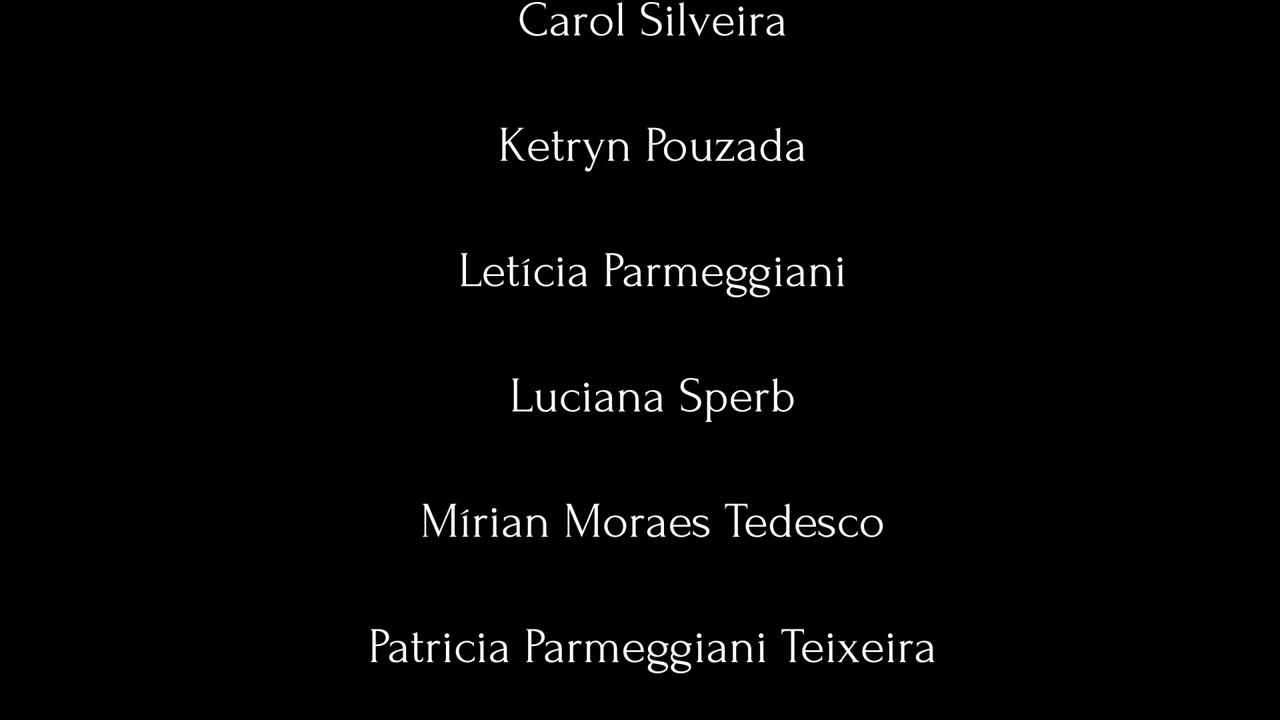 Carol Silveira
Ketryn Pouzada
Letícia Parmeggiani
Luciana Sperb
Mírian Moraes Tedesco
Patricia Parmeggiani Teixeira